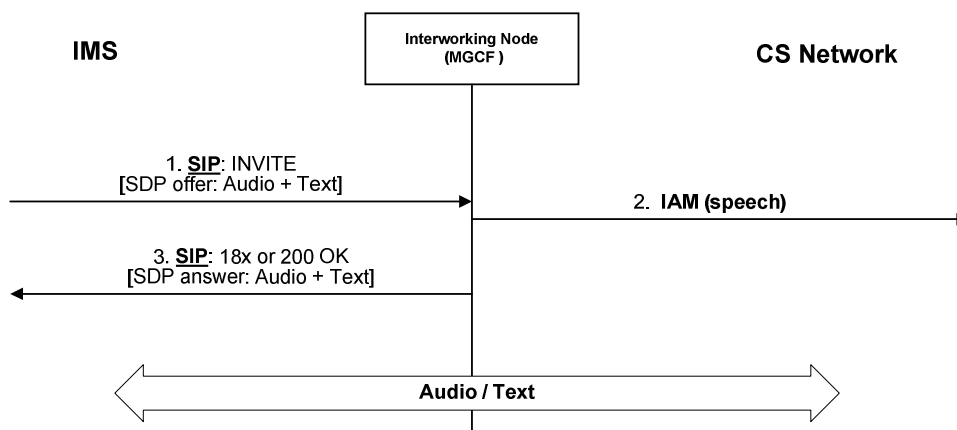 IMS
Interworking Node
(MGCF )
CS Network
1. SIP: INVITE
[SDP offer: Audio + Text]
2. IAM (speech)
3. SIP: 18x or 200 OK
[SDP answer: Audio + Text]
Audio / Text